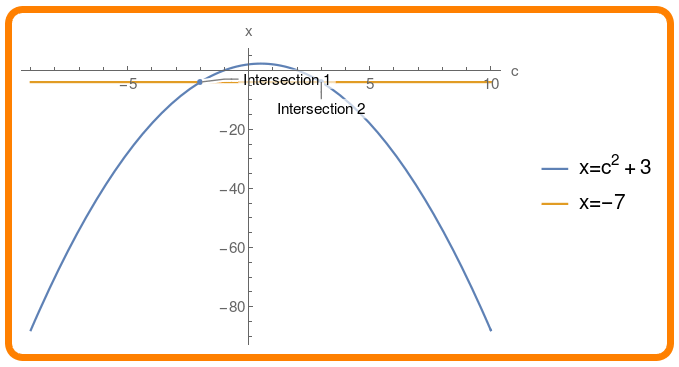 x
c
−5
5
10
Intersection 1
Intersection 2
−20
−40
−60
−80
x=c² + 3
x=−7